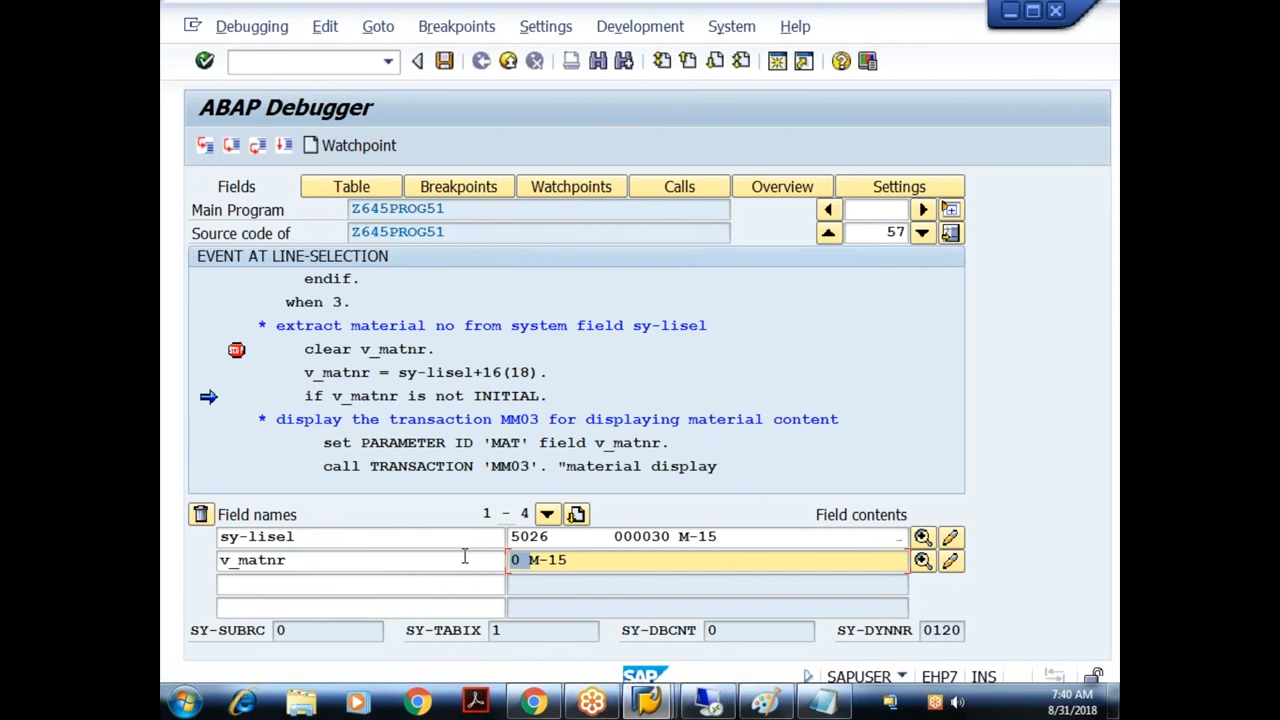 Debugging Edit Goto Breakpoints Settings Development System Help
ABAP Debugger
Watchpoint
Fields Table Breakpoints Watchpoints Calls Overview Settings
Main Program Z645PROG51
Source code of Z645PROG51 57
EVENT AT LINE-SELECTION
endif.
when 3.
* extract material no from system field sy-lisel
clear v_matnr.
v_matnr = sy-lisel+16(18).
if v_matnr is not INITIAL.
* display the transaction MM03 for displaying material content
set PARAMETER ID 'MAT' field v_matnr.
call TRANSACTION 'MM03'. "material display
Field names 1 - 4 Field contents
sy-lisel 5026 000030 M-15 …
v_matnr 0 M-15
SY-SUBRC 0 SY-TABIX 1 SY-DBCNT 0 SY-DYNNR 0120
SAP SAPUSER EHP7 INS
7:40 AM
8/31/2018